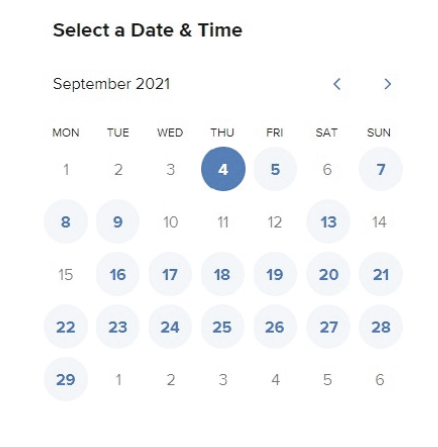 Select a Date & Time
September 2021
MON TUE WED THU FRI SAT SUN
1 2 3 4 5 6 7
8 9 10 11 12 13 14
15 16 17 18 19 20 21
22 23 24 25 26 27 28
29 1 2 3 4 5 6